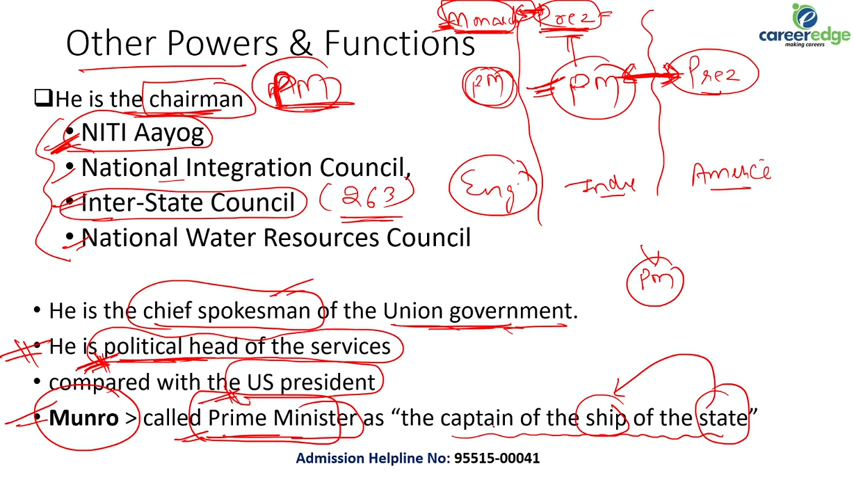 Other Powers & Functions
Monarch Prez
careeredge
making careers
PM
PM PM Prez
❑He is the chairman
• NITI Aayog
• National Integration Council,
• Inter-State Council (263)
• National Water Resources Council
Eng India America
PM
• He is the chief spokesman of the Union government.
• He is political head of the services
• compared with the US president
• Munro > called Prime Minister as “the captain of the ship of the state”
Admission Helpline No: 95515-00041